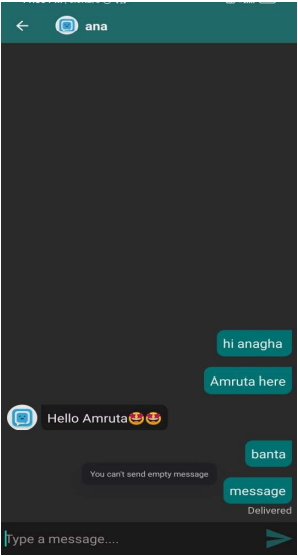 ana
hi anagha
Amruta here
Hello Amruta🤩🤩
banta
You can't send empty message
message
Delivered
Type a message....